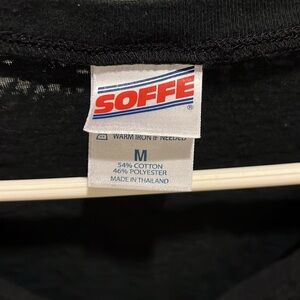 SOFFE
®
WARM IRON IF NEEDED
M
54% COTTON
46% POLYESTER
MADE IN THAILAND